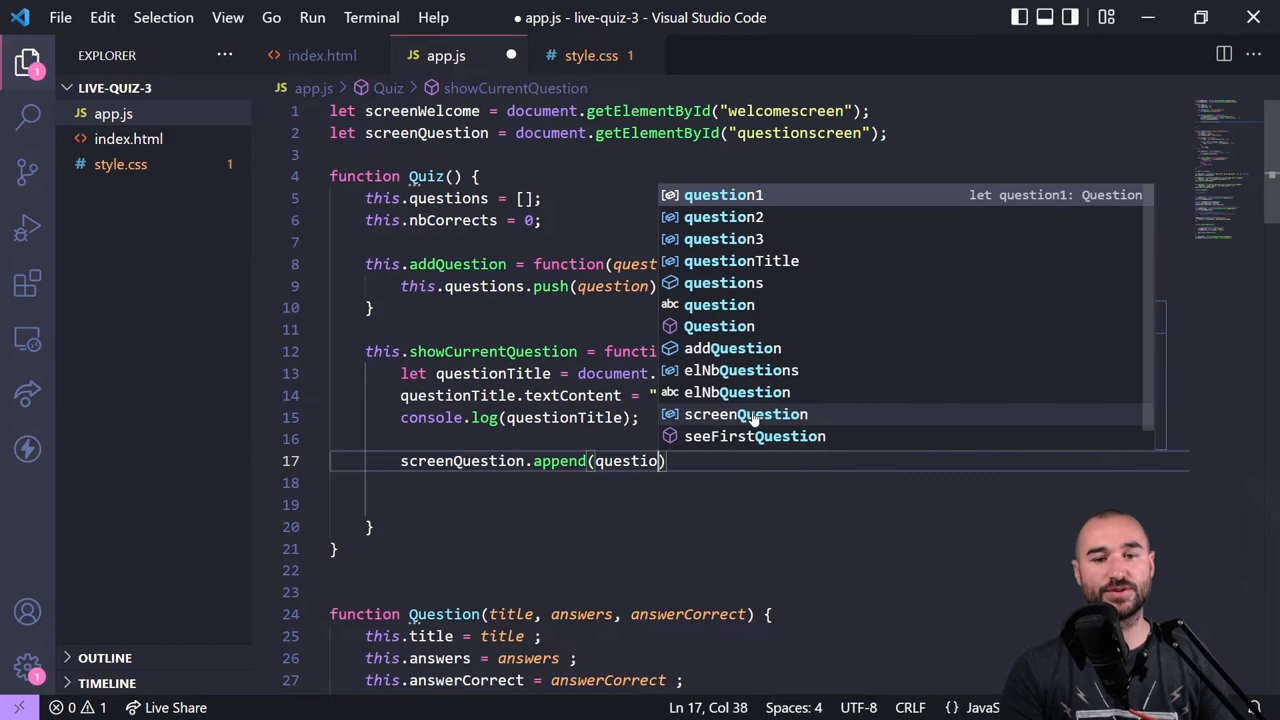 File Edit Selection View Go Run Terminal Help
● app.js - live-quiz-3 - Visual Studio Code
EXPLORER ...
index.html
JS app.js ●
# style.css 1
LIVE-QUIZ-3
JS app.js
index.html
# style.css 1
JS app.js > Quiz > showCurrentQuestion
1 let screenWelcome = document.getElementById("welcomescreen");
2 let screenQuestion = document.getElementById("questionscreen");
3
4 function Quiz() {
5 this.questions = [];
6 this.nbCorrects = 0;
7
8 this.addQuestion = function(quest
9 this.questions.push(question)
10 }
11
12 this.showCurrentQuestion = functi
13 let questionTitle = document.
14 questionTitle.textContent = "
15 console.log(questionTitle);
16
17 screenQuestion.append(questio)
18
19
20 }
21 }
22
23
24 function Question(title, answers, answerCorrect) {
25 this.title = title ;
26 this.answers = answers ;
27 this.answerCorrect = answerCorrect ;
question1 let question1: Question
question2
question3
questionTitle
questions
abc question
Question
addQuestion
elNbQuestions
abc elNbQuestion
screenQuestion
seeFirstQuestion
OUTLINE
TIMELINE
1
1
0 1 Live Share
Ln 17, Col 38 Spaces: 4 UTF-8 CRLF {} JavaS